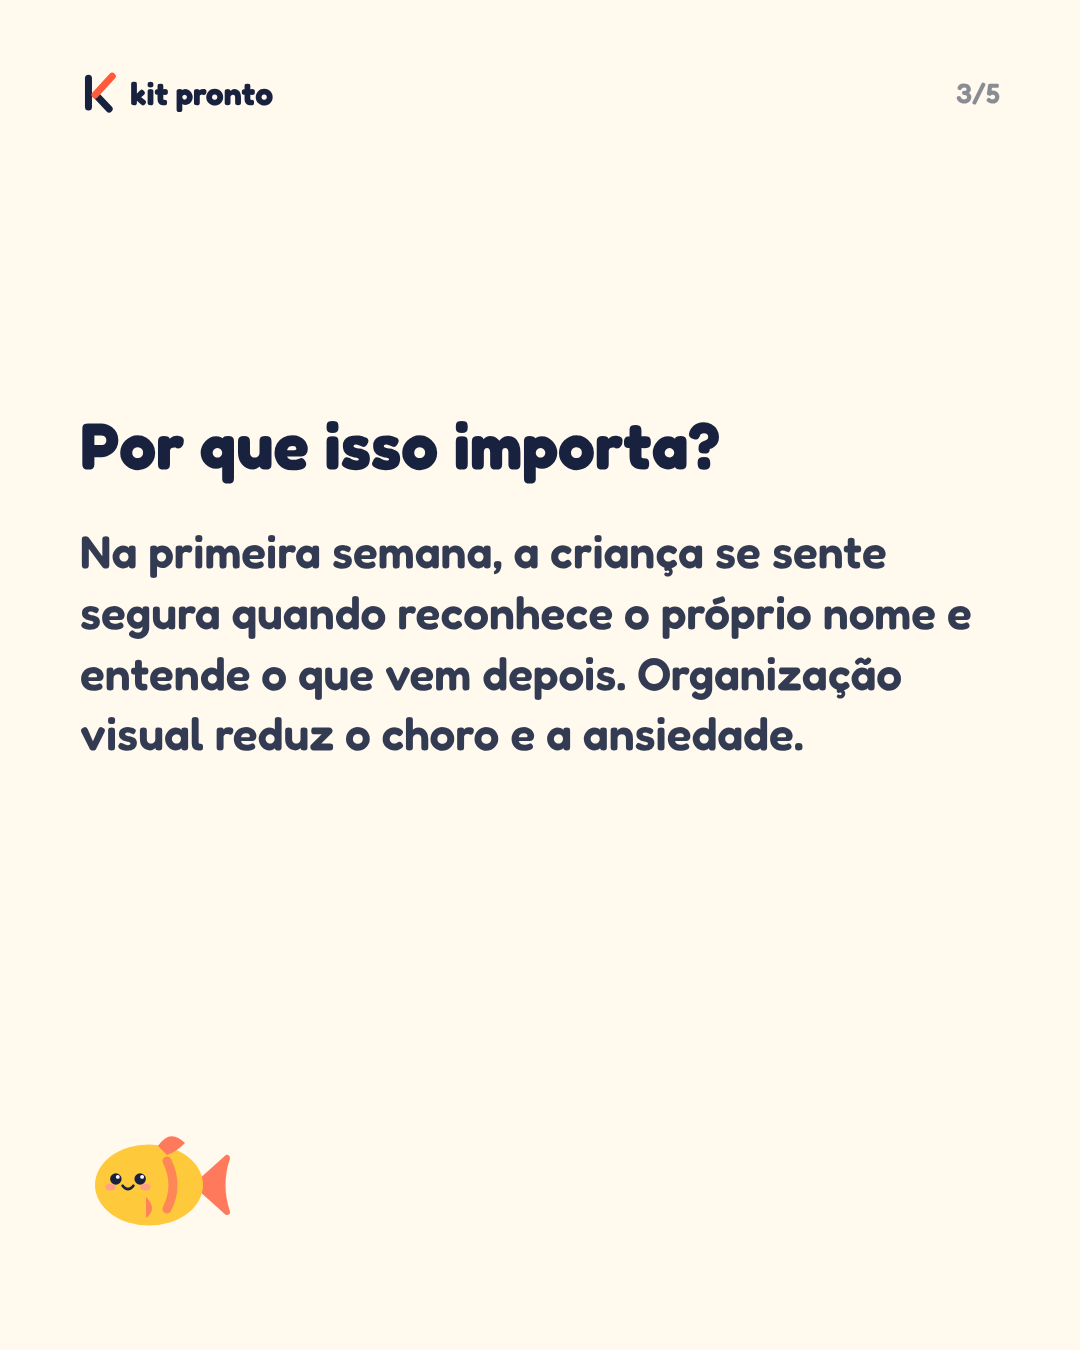 kit pronto
3/5
Por que isso importa?
Na primeira semana, a criança se sente
segura quando reconhece o próprio nome e
entende o que vem depois. Organização
visual reduz o choro e a ansiedade.